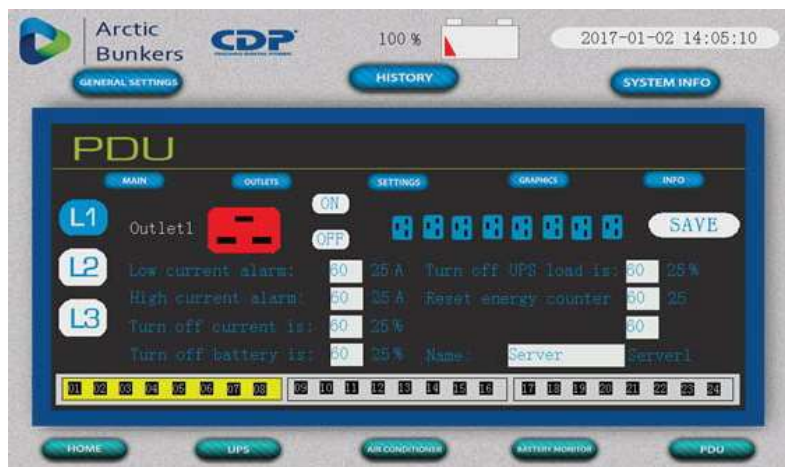 Arctic
Bunkers
CDP
100 %
2017-01-02 14:05:10
GENERAL SETTINGS
HISTORY
SYSTEM INFO
PDU
MAIN OUTLETS SETTINGS GRAPHICS INFO
L1 Outlet1 ON OFF SAVE
L2 Low current alarm: 60 25 A Turn off UPS load is: 60 25 %
High current alarm: 60 25 A Reset energy counter 60 25
L3 Turn off current is: 60 25 % 60
Turn off battery is: 60 25 % Name: Server Server1
01 02 03 04 05 06 07 08 09 10 11 12 13 14 15 16 17 18 19 20 21 22 23 24
HOME UPS AIR CONDITIONER BATTERY MONITOR PDU